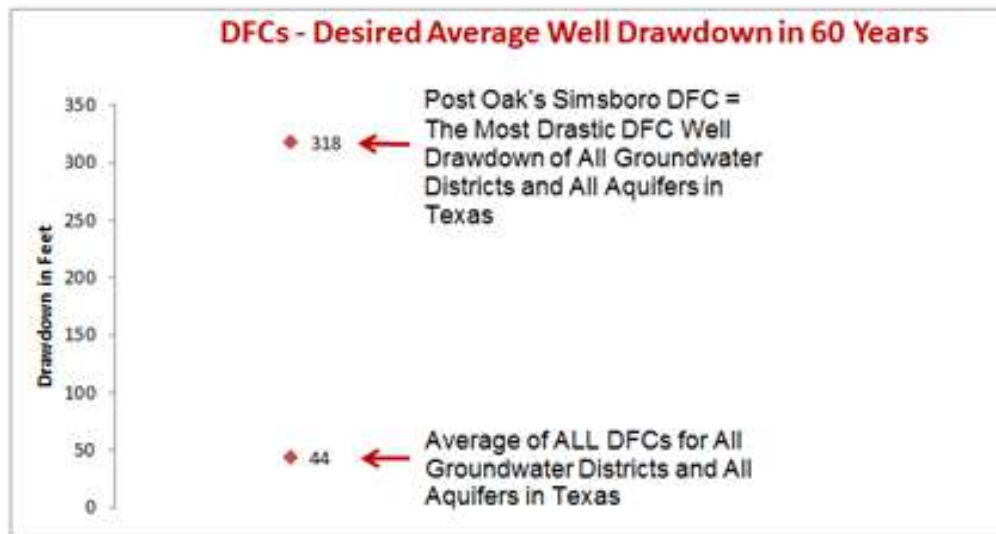 DFCs - Desired Average Well Drawdown in 60 Years
Drawdown in Feet
350
300
250
200
150
100
50
0
318
Post Oak's Simsboro DFC =
The Most Drastic DFC Well
Drawdown of All Groundwater
Districts and All Aquifers in
Texas
44
Average of ALL DFCs for All
Groundwater Districts and All
Aquifers in Texas